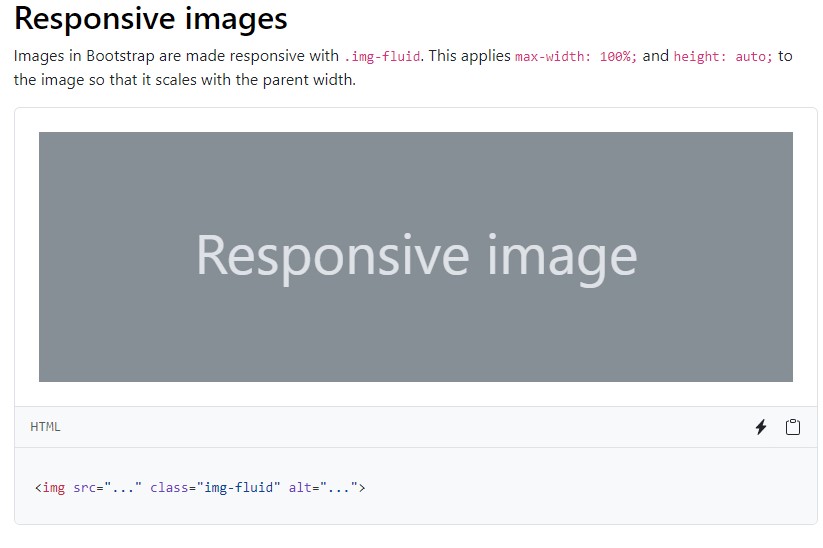 Responsive images
Images in Bootstrap are made responsive with .img-fluid. This applies max-width: 100%; and height: auto; to
the image so that it scales with the parent width.
Responsive image
HTML
<img src="..." class="img-fluid" alt="...">